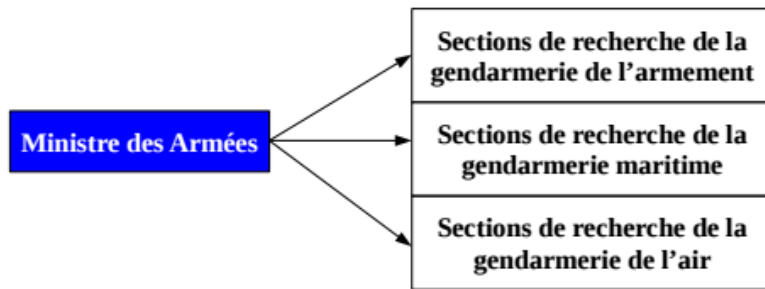 Ministre des Armées
Sections de recherche de la
gendarmerie de l’armement
Sections de recherche de la
gendarmerie maritime
Sections de recherche de la
gendarmerie de l’air